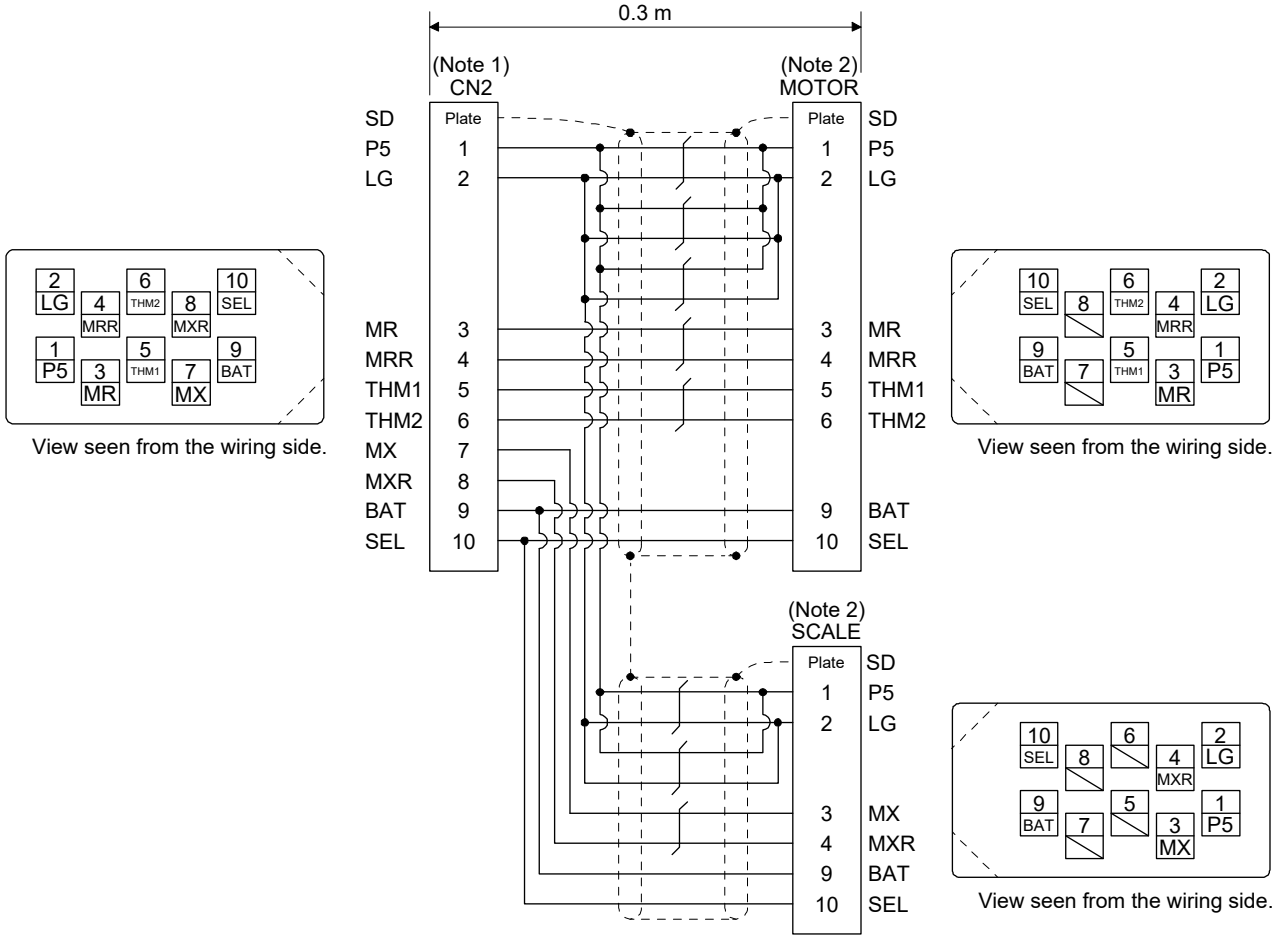 0.3 m
(Note 1)
CN2
(Note 2)
MOTOR
SD Plate Plate SD
P5 1 1 P5
LG 2 2 LG
MR 3 3 MR
MRR 4 4 MRR
THM1 5 5 THM1
THM2 6 6 THM2
MX 7
MXR 8
BAT 9 9 BAT
SEL 10 10 SEL
2 6 10
LG 4 THM2 8 SEL
MRR MXR
1 5 9
P5 3 THM1 7 BAT
MR MX
View seen from the wiring side.
10 6 2
SEL 8 THM2 4 LG
MRR
9 5 1
BAT 7 THM1 3 P5
MR
View seen from the wiring side.
(Note 2)
SCALE
Plate SD
1 P5
2 LG
3 MX
4 MXR
9 BAT
10 SEL
10 6 2
SEL 8 4 LG
MXR
9 5 1
BAT 7 3 P5
MX
View seen from the wiring side.